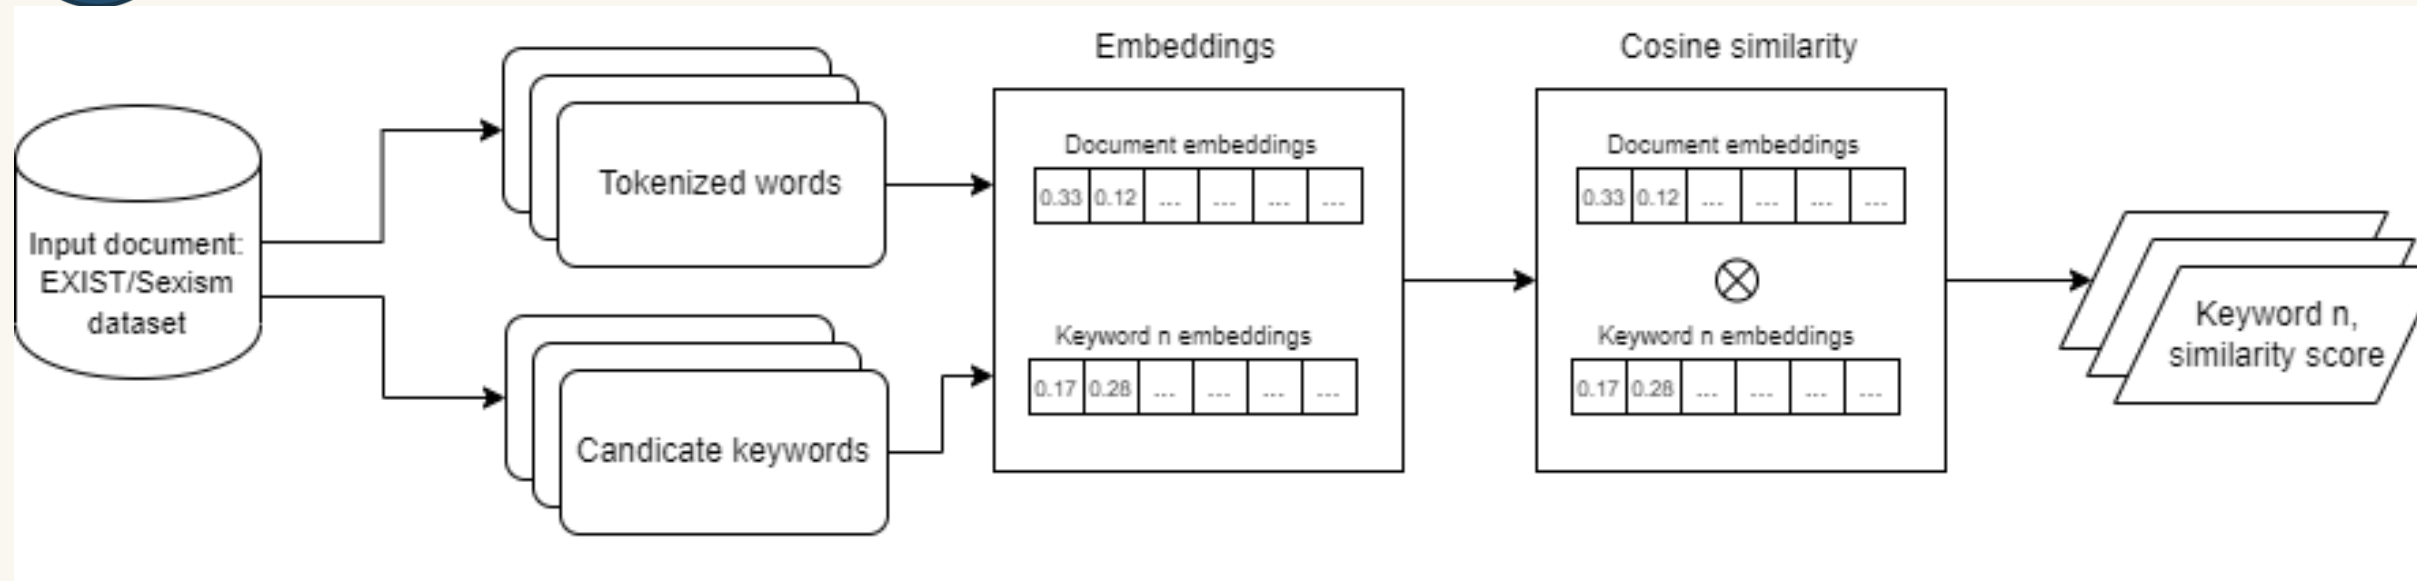 Input document:
EXIST/Sexism
dataset
Tokenized words
Candicate keywords
Embeddings
Document embeddings
0.33 0.12 ... ... ... ...
Keyword n embeddings
0.17 0.28 ... ... ... ...
Cosine similarity
Document embeddings
0.33 0.12 ... ... ... ...
Keyword n embeddings
0.17 0.28 ... ... ... ...
Keyword n,
similarity score